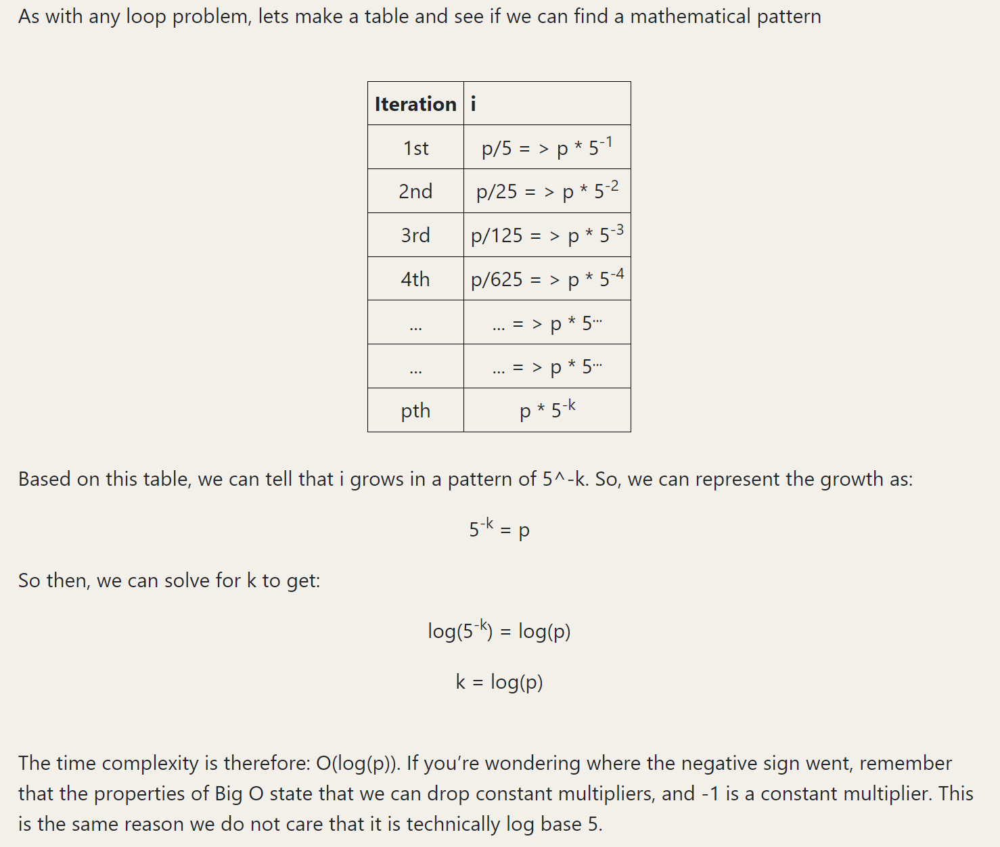 As with any loop problem, lets make a table and see if we can find a mathematical pattern
Iteration i
1st p/5 = > p * 5⁻¹
2nd p/25 = > p * 5⁻²
3rd p/125 = > p * 5⁻³
4th p/625 = > p * 5⁻⁴
... ... = > p * 5^...
... ... = > p * 5^...
pth p * 5^-k
Based on this table, we can tell that i grows in a pattern of 5^-k. So, we can represent the growth as:
5^-k = p
So then, we can solve for k to get:
log(5^-k) = log(p)
k = log(p)
The time complexity is therefore: O(log(p)). If you’re wondering where the negative sign went, remember
that the properties of Big O state that we can drop constant multipliers, and -1 is a constant multiplier. This
is the same reason we do not care that it is technically log base 5.